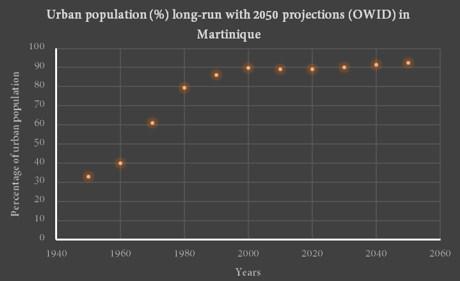 Urban population (%) long-run with 2050 projections (OWID) in
Martinique
Percentage of urban population
100
90
80
70
60
50
40
30
20
10
0
1940 1960 1980 2000 2020 2040 2060
Years